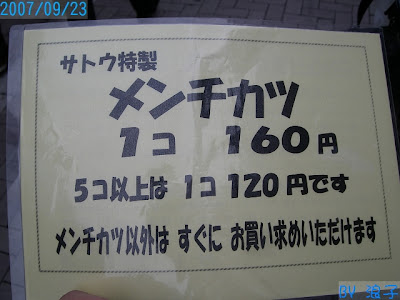 2007/09/23
サトウ特製
メンチカツ
1コ 160円
5コ以上は 1コ 120円です
メンチカツ以外は すぐに お買い求めいただけます
BY 浪子